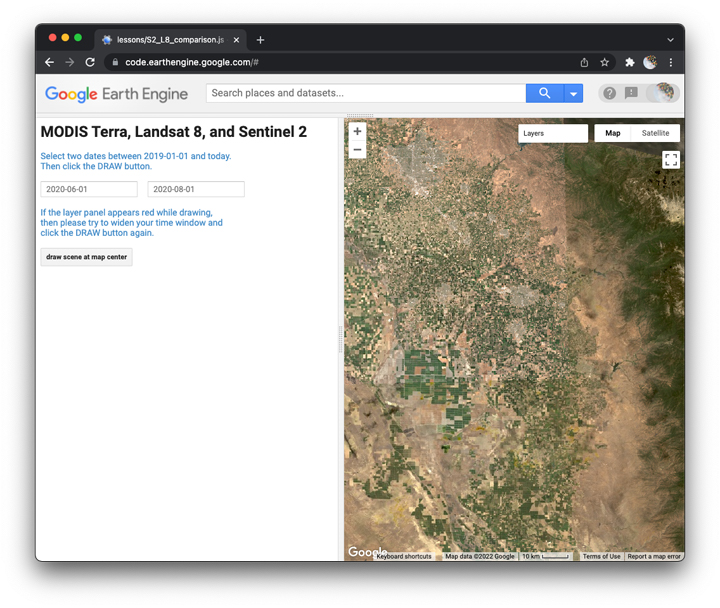 lessons/S2_L8_comparison.js
code.earthengine.google.com/#
Google Earth Engine
Search places and datasets...
MODIS Terra, Landsat 8, and Sentinel 2
Select two dates between 2019-01-01 and today.
Then click the DRAW button.
2020-06-01
2020-08-01
If the layer panel appears red while drawing,
then please try to widen your time window and
click the DRAW button again.
draw scene at map center
Layers
Map
Satellite
Google
Keyboard shortcuts
Map data ©2022 Google
10 km
Terms of Use
Report a map error